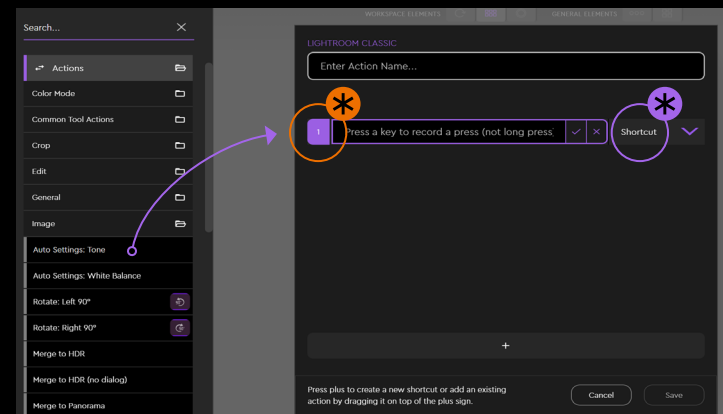 WORKSPACE ELEMENTS
GENERAL ELEMENTS
Search...
LIGHTROOM CLASSIC
Enter Action Name...
Actions
Color Mode
Common Tool Actions
Crop
Edit
General
Image
Auto Settings: Tone
Auto Settings: White Balance
Rotate: Left 90°
Rotate: Right 90°
Merge to HDR
Merge to HDR (no dialog)
Merge to Panorama
1
Press a key to record a press (not long press)
Shortcut
+
Press plus to create a new shortcut or add an existing
action by dragging it on top of the plus sign.
Cancel
Save